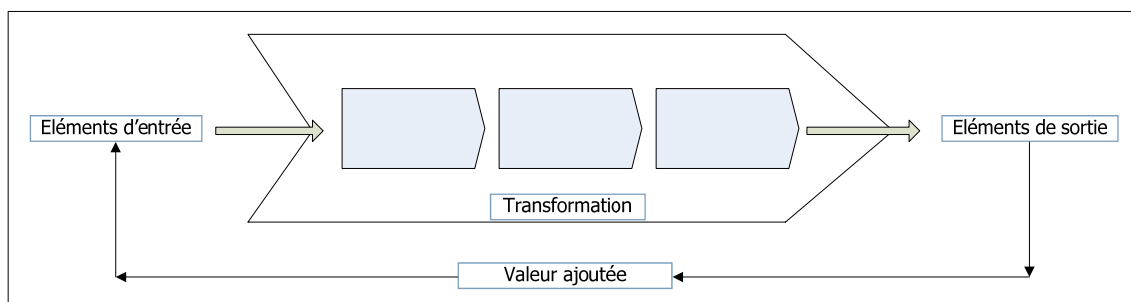 Eléments d'entrée
Eléments de sortie
Transformation
Valeur ajoutée